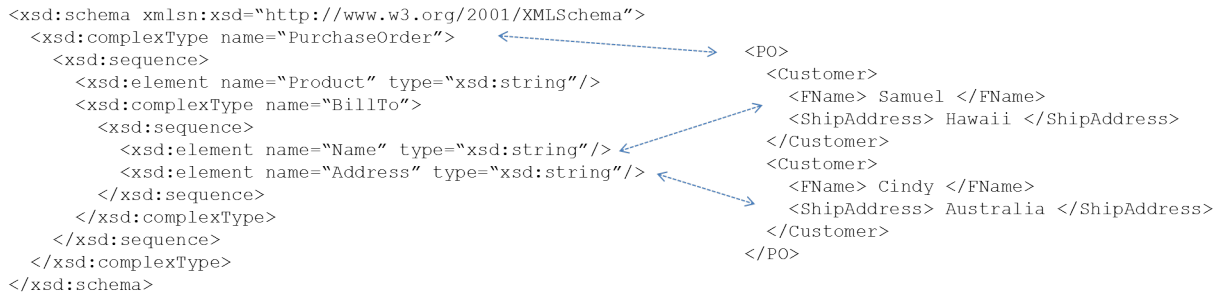 <xsd:schema xmlsn:xsd=“http://www.w3.org/2001/XMLSchema”>
<xsd:complexType name=“PurchaseOrder”>
<xsd:sequence>
<xsd:element name=“Product” type=“xsd:string”/>
<xsd:complexType name=“BillTo”>
<xsd:sequence>
<xsd:element name=“Name” type=“xsd:string”/>
<xsd:element name=“Address” type=“xsd:string”/>
</xsd:sequence>
</xsd:complexType>
</xsd:sequence>
</xsd:complexType>
</xsd:schema>
<PO>
<Customer>
<FName> Samuel </FName>
<ShipAddress> Hawaii </ShipAddress>
</Customer>
<Customer>
<FName> Cindy </FName>
<ShipAddress> Australia </ShipAddress>
</Customer>
</PO>